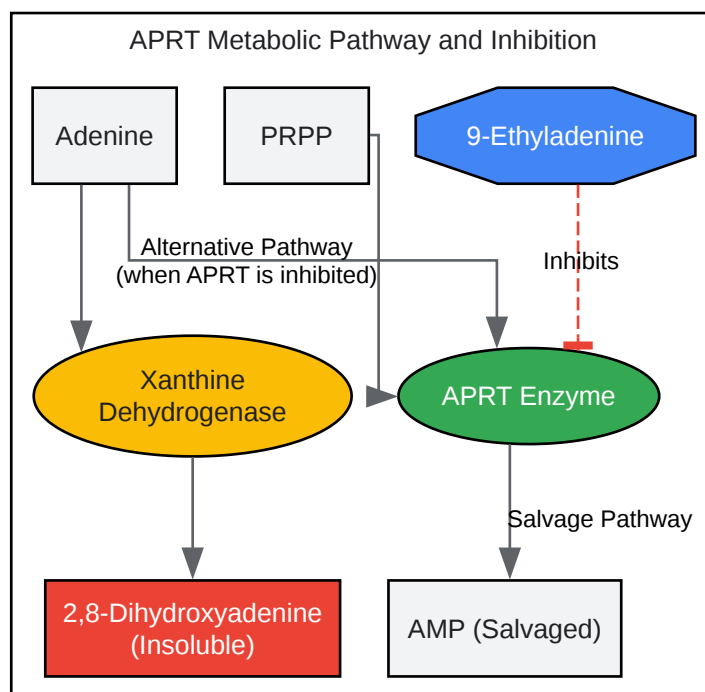 APRT Metabolic Pathway and Inhibition
Adenine
PRPP
9-Ethyladenine
Alternative Pathway
(when APRT is inhibited)
Inhibits
Xanthine
Dehydrogenase
APRT Enzyme
Salvage Pathway
2,8-Dihydroxyadenine
(Insoluble)
AMP (Salvaged)